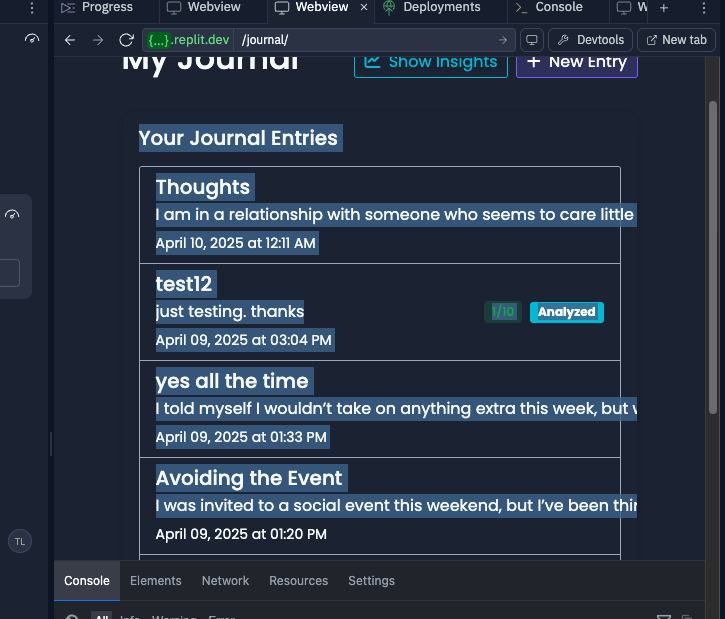 Progress
Webview
Webview ×
Deployments
Console
W
{...}.replit.dev /journal/
Devtools
New tab
My Journal
Show Insights
+ New Entry
Your Journal Entries
Thoughts
I am in a relationship with someone who seems to care little
April 10, 2025 at 12:11 AM
test12
just testing. thanks
1/10
Analyzed
April 09, 2025 at 03:04 PM
yes all the time
I told myself I wouldn’t take on anything extra this week, but
April 09, 2025 at 01:33 PM
Avoiding the Event
I was invited to a social event this weekend, but I’ve been thin
April 09, 2025 at 01:20 PM
TL
Console Elements Network Resources Settings
All Info Warning Error